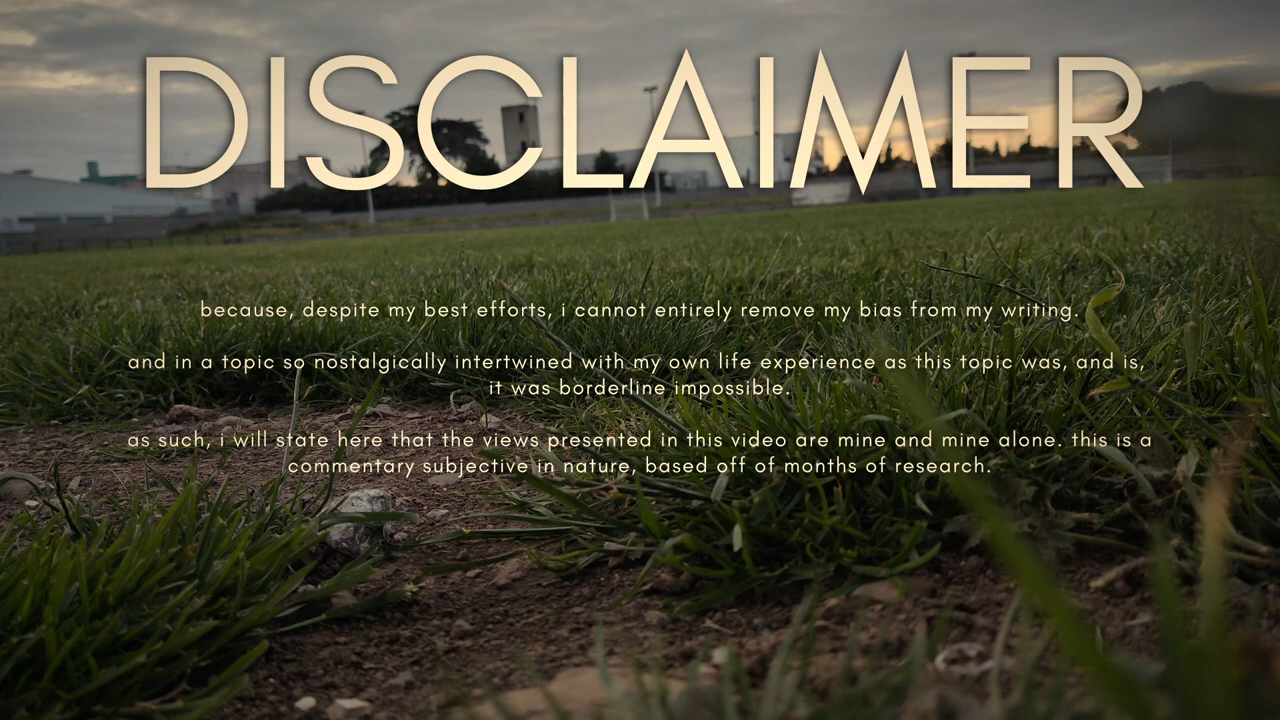 DISCLAIMER
because, despite my best efforts, i cannot entirely remove my bias from my writing.
and in a topic so nostalgically intertwined with my own life experience as this topic was, and is,
it was borderline impossible.
as such, i will state here that the views presented in this video are mine and mine alone. this is a
commentary subjective in nature, based off of months of research.